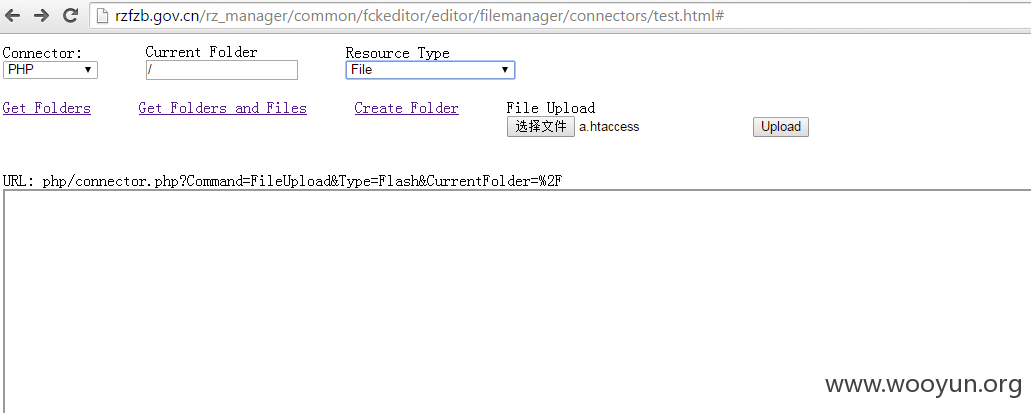 rzfzb.gov.cn/rz_manager/common/fckeditor/editor/filemanager/connectors/test.html#
Connector: Current Folder Resource Type
PHP / File
Get Folders Get Folders and Files Create Folder File Upload
选择文件 a.htaccess Upload
URL: php/connector.php?Command=FileUpload&Type=Flash&CurrentFolder=%2F
www.wooyun.org